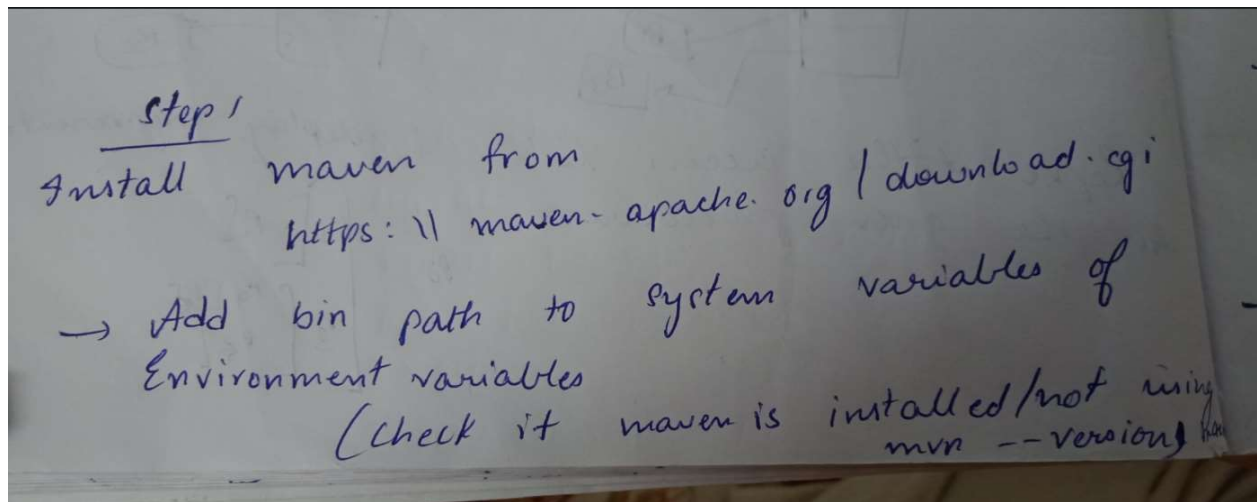 Step 1
Install maven from
https:\\ maven. apache. org / download. cgi
→ Add bin path to system variables of
Environment variables
(Check it maven is installed/not using
mvn --version)